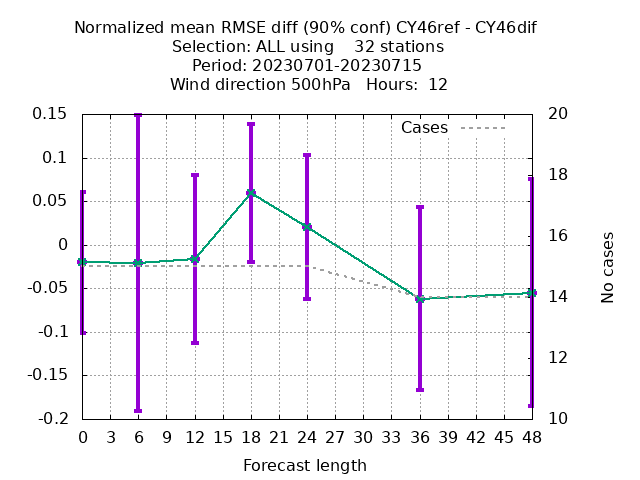 Normalized mean RMSE diff (90% conf) CY46ref - CY46dif
Selection: ALL using    32 stations
Period: 20230701-20230715
Wind direction 500hPa   Hours:  12
0.15
0.1
0.05
0
-0.05
-0.1
-0.15
-0.2
Cases
20
18
16
14
12
10
No cases
0 3 6 9 12 15 18 21 24 27 30 33 36 39 42 45 48
Forecast length